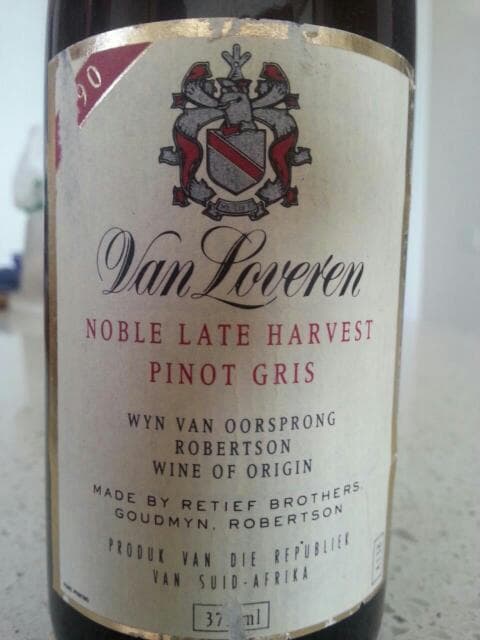 90
Van Loveren
NOBLE LATE HARVEST
PINOT GRIS
WYN VAN OORSPRONG
ROBERTSON
WINE OF ORIGIN
MADE BY RETIEF BROTHERS,
GOUDMYN, ROBERTSON
PRODUK VAN DIE REPUBLIEK
VAN SUID-AFRIKA